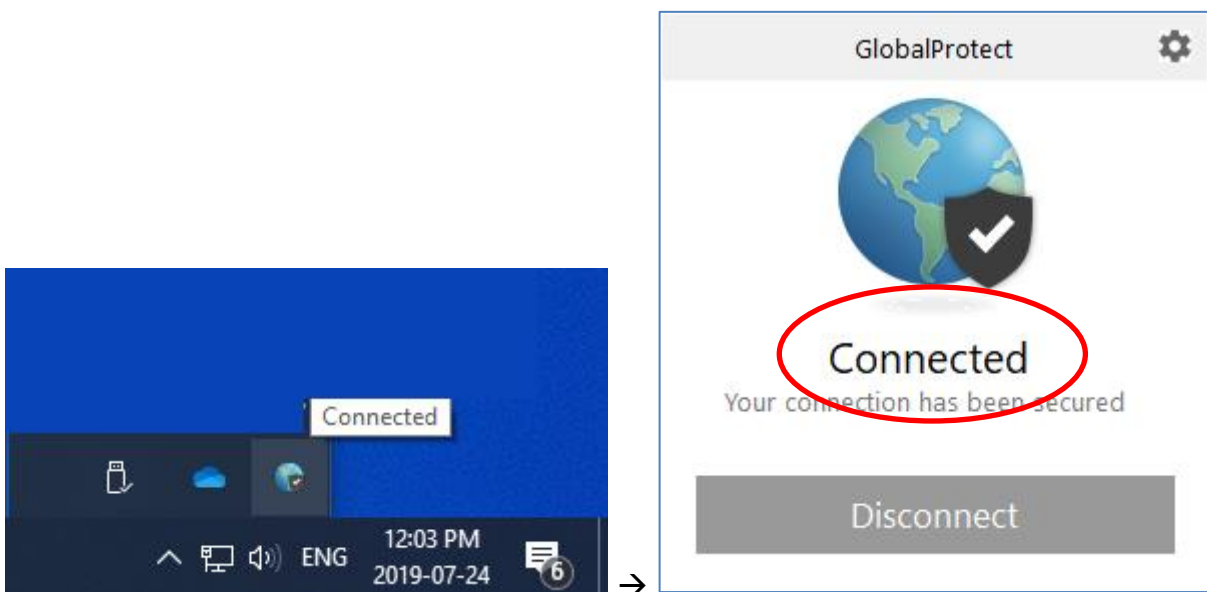 Connected
ENG
12:03 PM
2019-07-24
6
→
GlobalProtect
Connected
Your connection has been secured
Disconnect